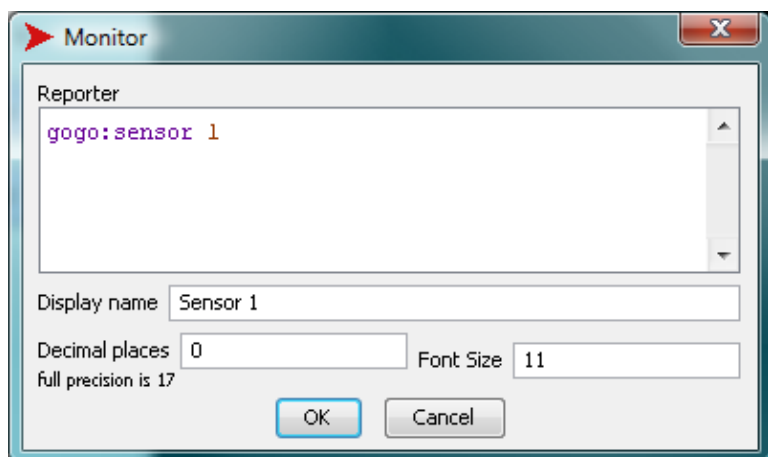 Monitor
Reporter
gogo:sensor 1
Display name Sensor 1
Decimal places 0 Font Size 11
full precision is 17
OK Cancel